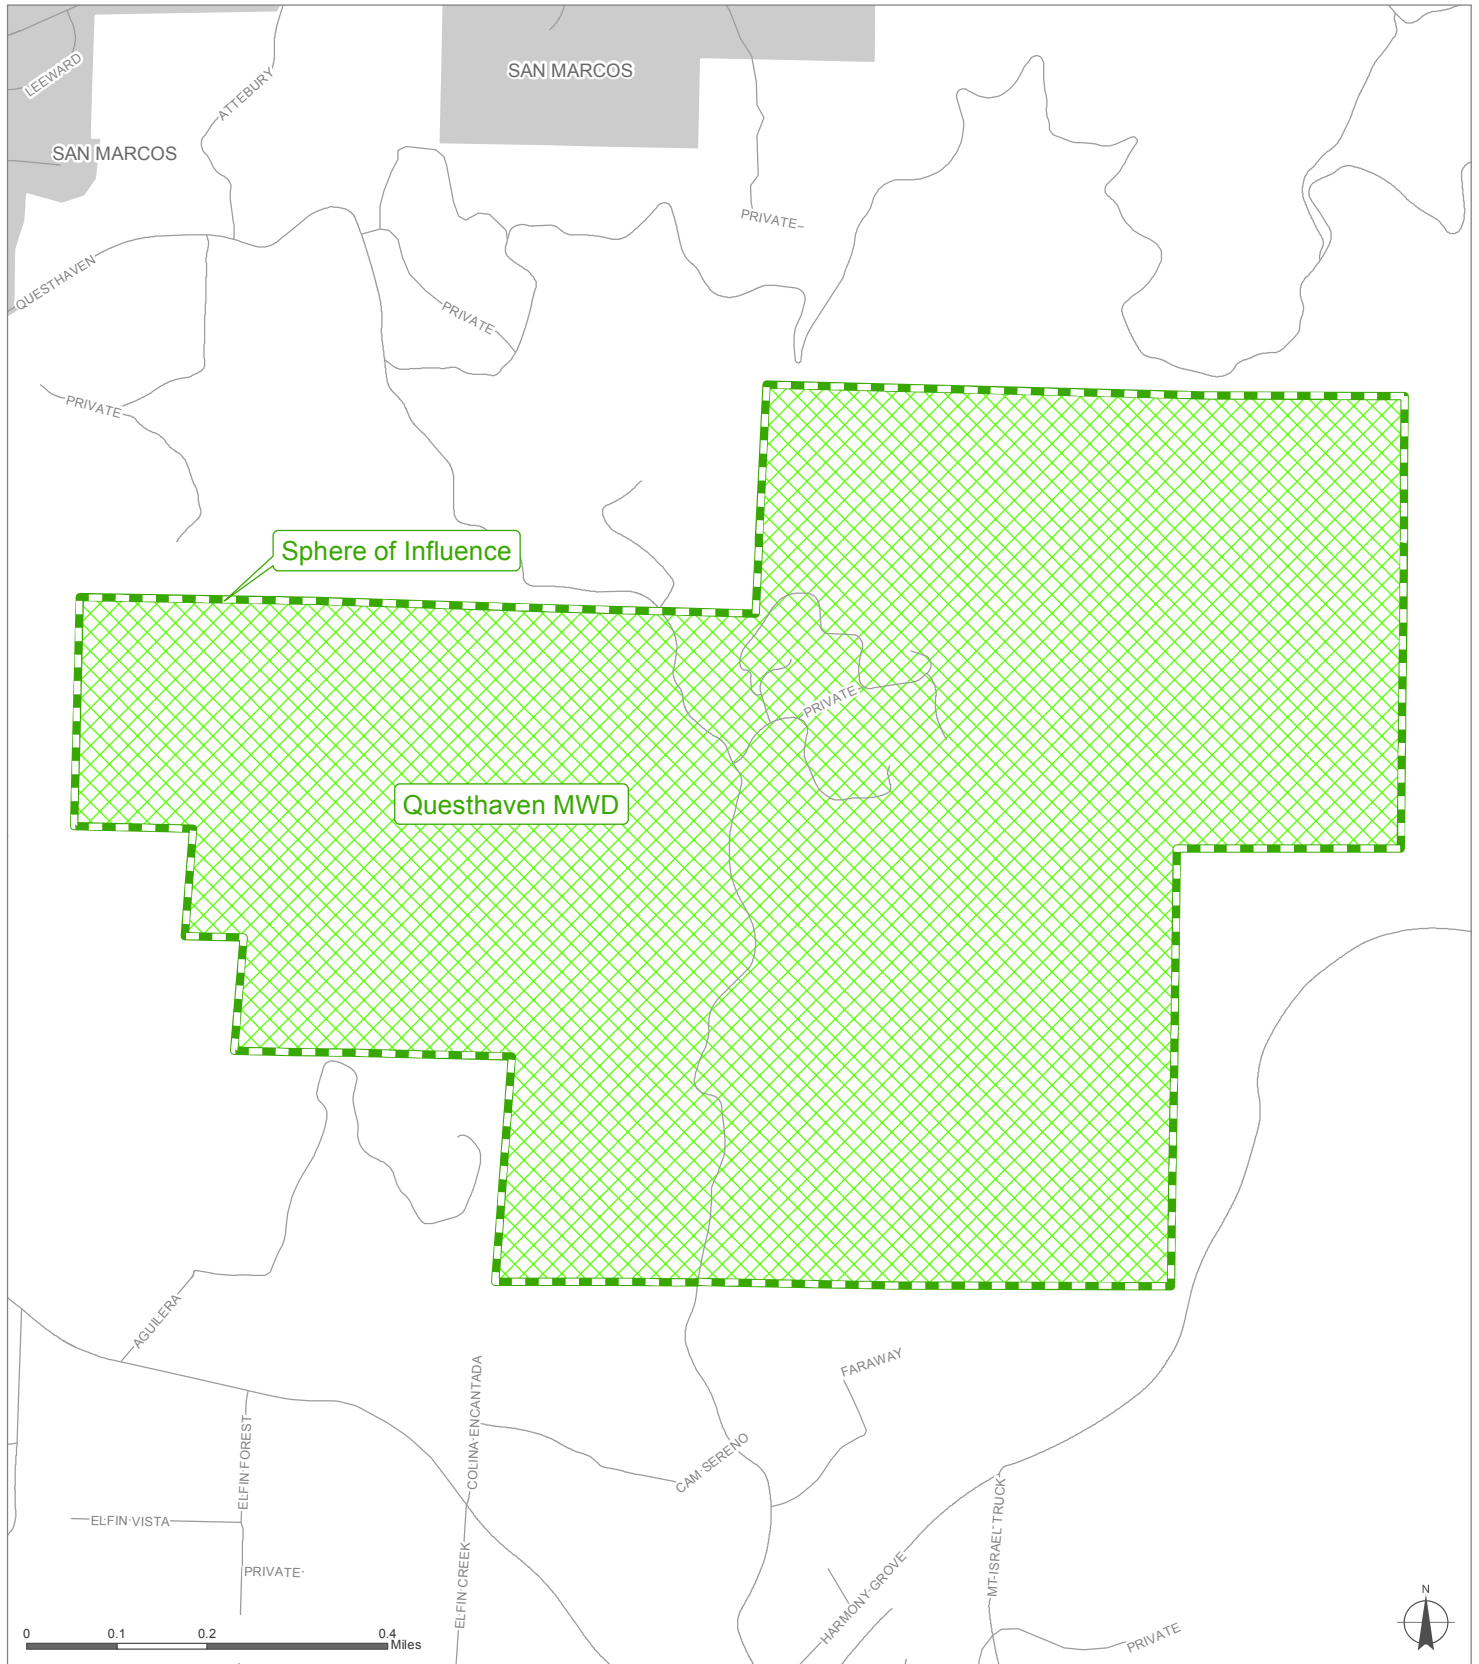 SAN MARCOS
LEEWARD
ATTEBURY
SAN MARCOS
PRIVATE
QUESTHAVEN
PRIVATE
PRIVATE
Sphere of Influence
PRIVATE
Questhaven MWD
AGUILERA
FARAWAY
COLINA ENCANTADA
CAM SERENO
ELFIN FOREST
ELFIN VISTA
MT ISRAEL TRUCK
PRIVATE
ELFIN CREEK
HARMONY GROVE
PRIVATE
N
0 0.1 0.2 0.4
Miles